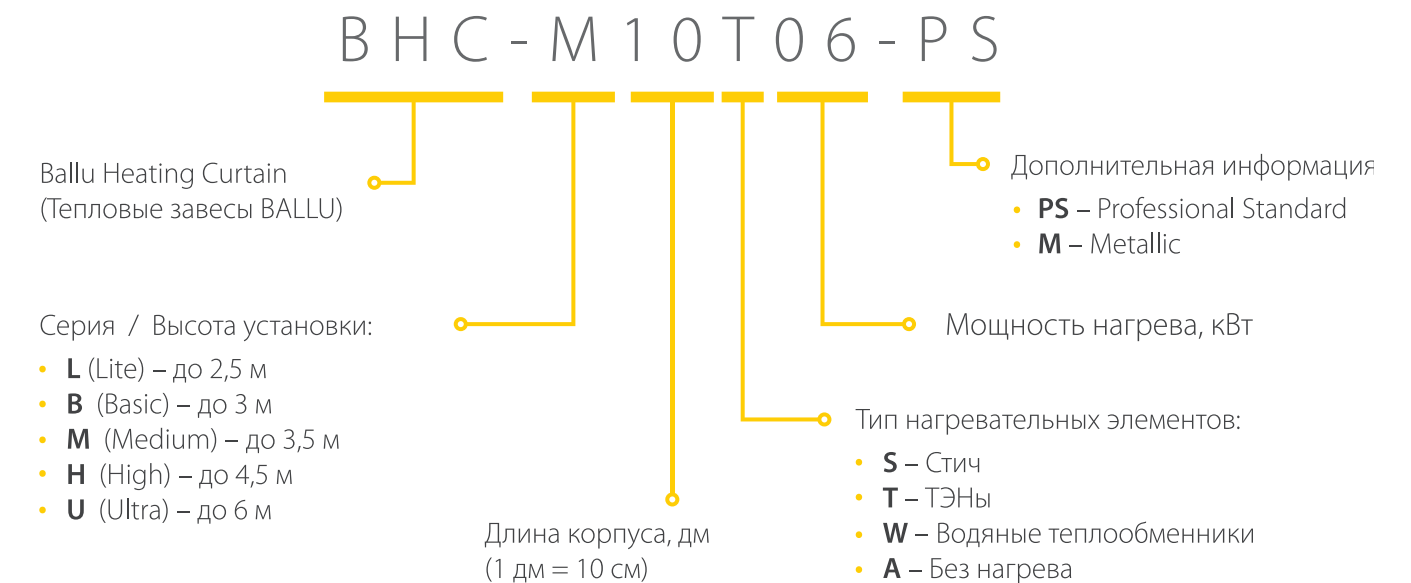 BHC-M10T06-PS
Ballu Heating Curtain
(Тепловые завесы BALLU)
Дополнительная информация
• PS – Professional Standard
• M – Metallic
Серия / Высота установки:
• L (Lite) – до 2,5 м
• B (Basic) – до 3 м
• M (Medium) – до 3,5 м
• H (High) – до 4,5 м
• U (Ultra) – до 6 м
Мощность нагрева, кВт
Тип нагревательных элементов:
• S – Стич
• T – ТЭНы
• W – Водяные теплообменники
• A – Без нагрева
Длина корпуса, дм
(1 дм = 10 см)